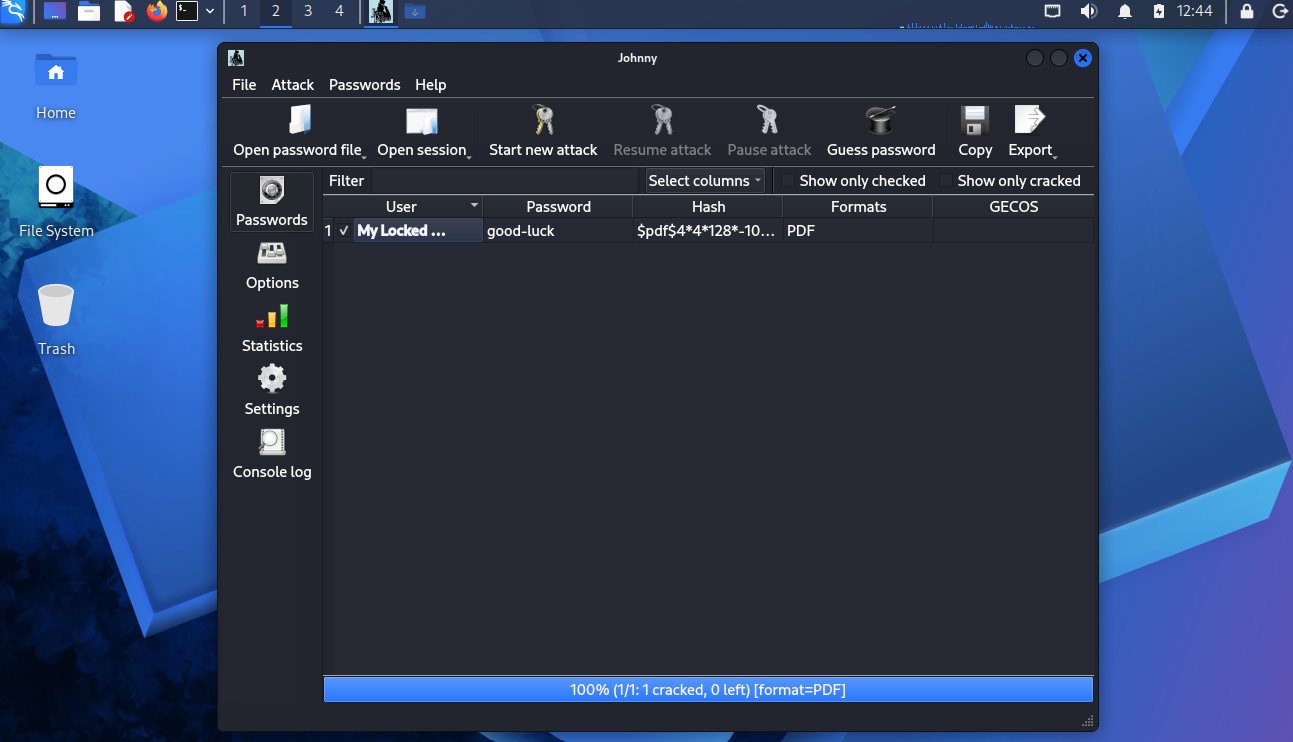 1 2 3 4 12:44
Johnny
File Attack Passwords Help
Open password file Open session Start new attack Resume attack Pause attack Guess password Copy Export
Filter Select columns Show only checked Show only cracked
User Password Hash Formats GECOS
1 My Locked ... good-luck $pdf$4*4*128*-10... PDF
Passwords
Options
Statistics
Settings
Console log
100% (1/1: 1 cracked, 0 left) [format=PDF]
Home
File System
Trash